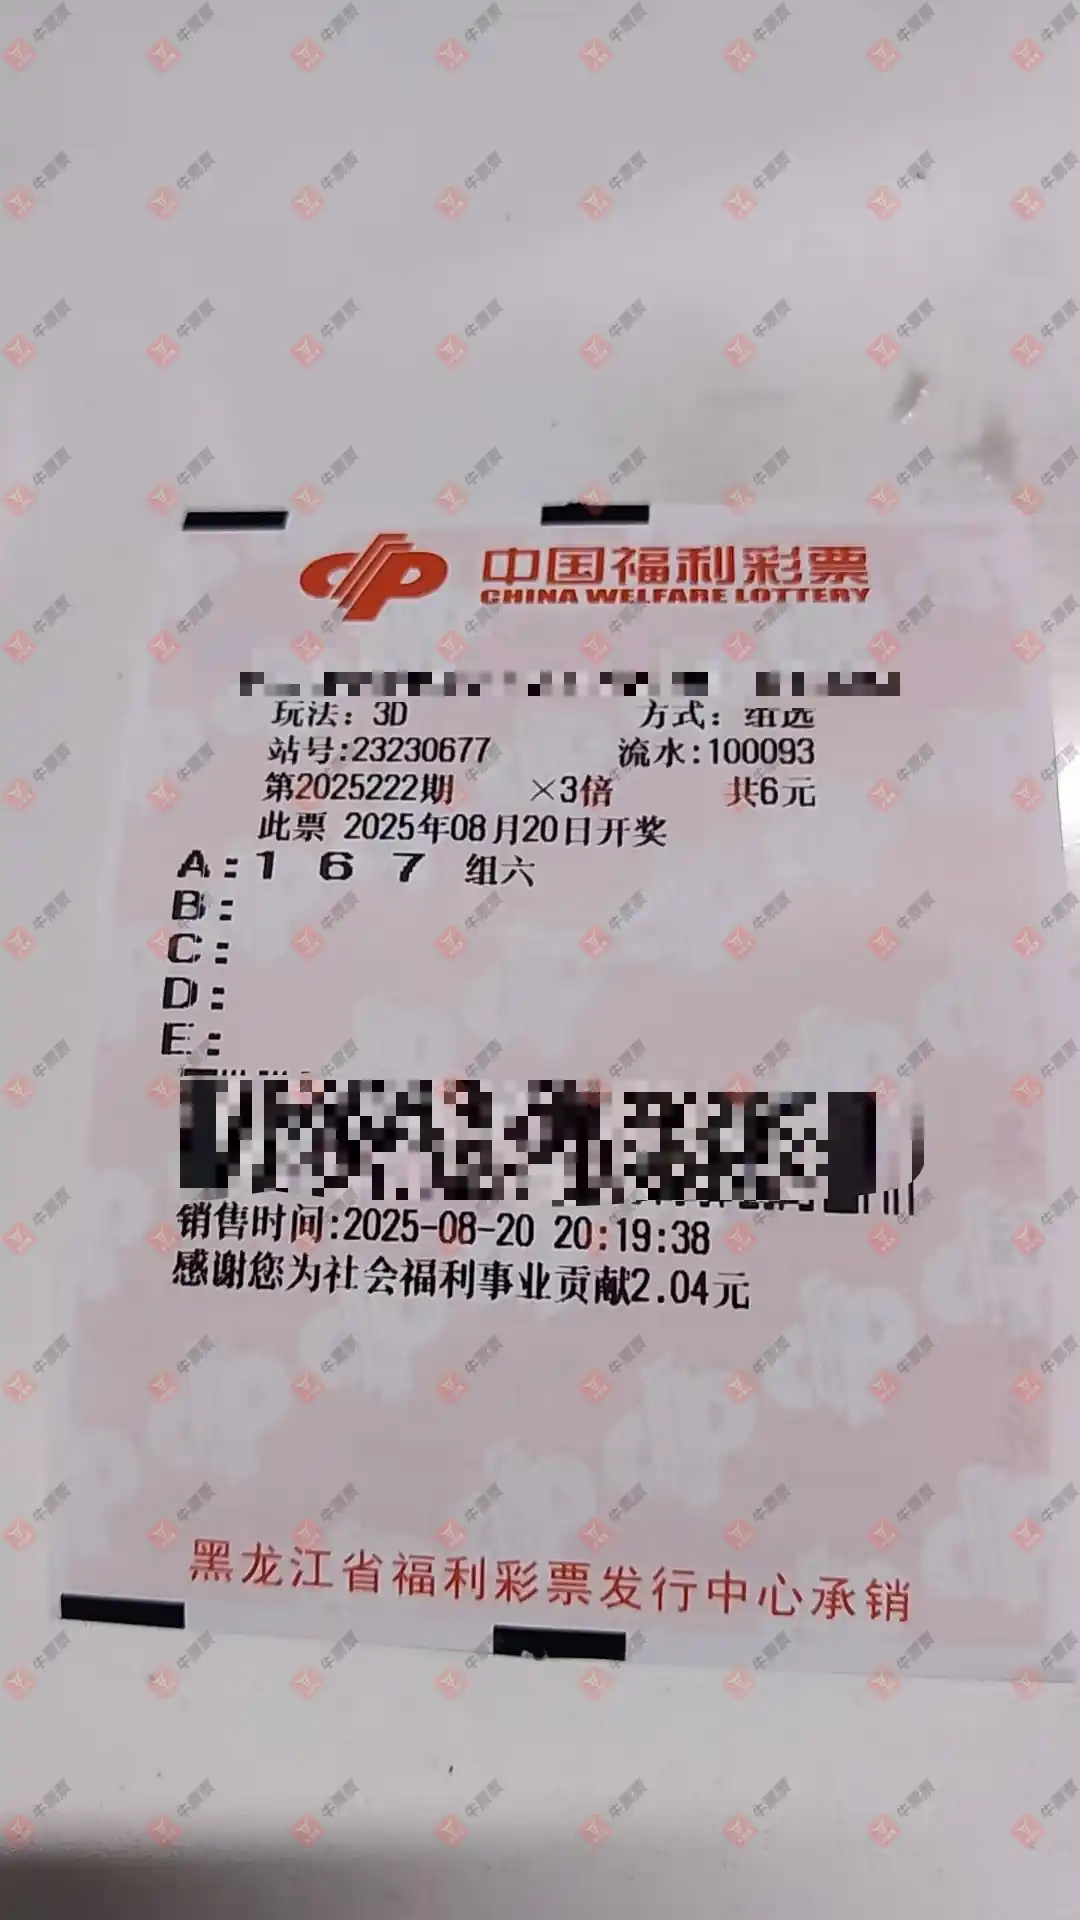 中国福利彩票
CHINA WELFARE LOTTERY
玩法：3D 方式：组选
站号:23230677 流水:100093
第2025222期 ×3倍 共6元
此票 2025年08月20日开奖
A:1 6 7 组六
B:
C:
D:
E:
销售时间:2025-08-20 20:19:38
感谢您为社会福利事业贡献2.04元
黑龙江省福利彩票发行中心承销
牛票票